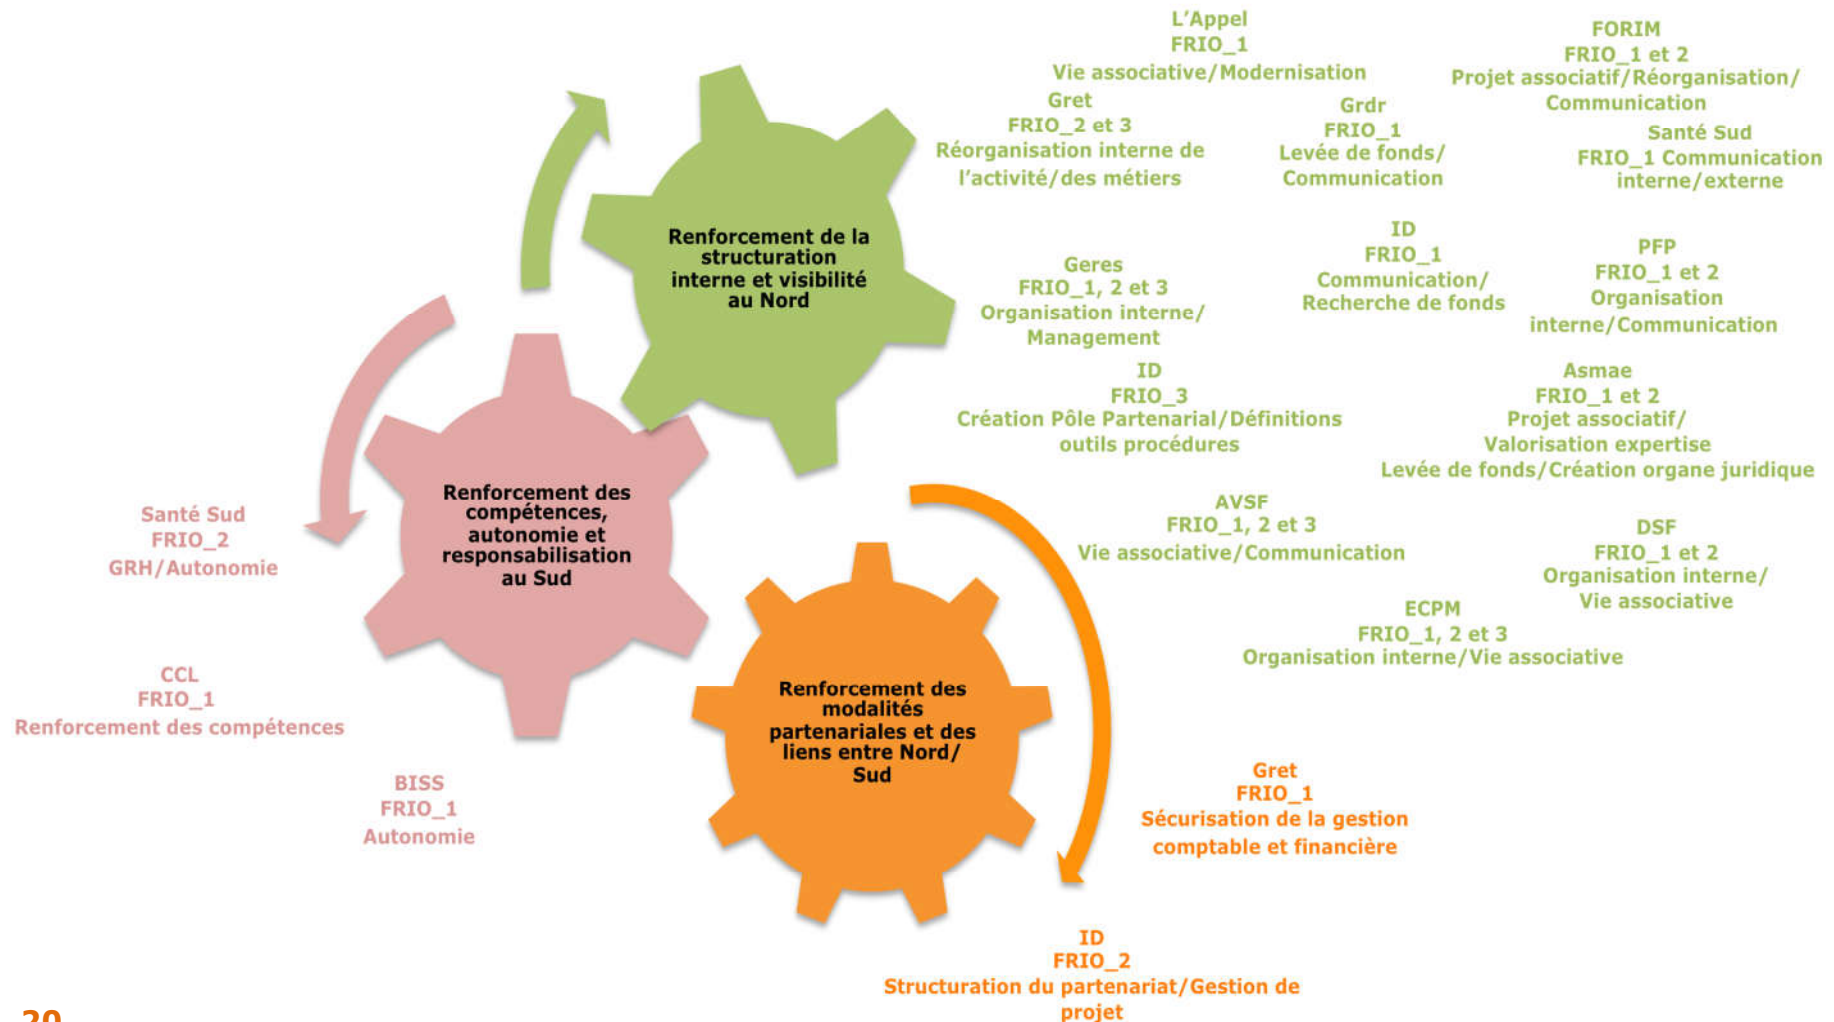 L'Appel
FRIO_1
Vie associative/Modernisation
FORIM
FRIO_1 et 2
Projet associatif/Réorganisation/
Communication
Gret
FRIO_2 et 3
Réorganisation interne de
l'activité/des métiers
Grdr
FRIO_1
Levée de fonds/
Communication
Santé Sud
FRIO_1 Communication
interne/externe
Renforcement de la
structuration
interne et visibilité
au Nord
Geres
FRIO_1, 2 et 3
Organisation interne/
Management
ID
FRIO_1
Communication/
Recherche de fonds
PFP
FRIO_1 et 2
Organisation
interne/Communication
ID
FRIO_3
Création Pôle Partenarial/Définitions
outils procédures
Asmae
FRIO_1 et 2
Projet associatif/
Valorisation expertise
Levée de fonds/Création organe juridique
AVSF
FRIO_1, 2 et 3
Vie associative/Communication
DSF
FRIO_1 et 2
Organisation interne/
Vie associative
ECPM
FRIO_1, 2 et 3
Organisation interne/Vie associative
Renforcement des
compétences,
autonomie et
responsabilisation
au Sud
Santé Sud
FRIO_2
GRH/Autonomie
CCL
FRIO_1
Renforcement des compétences
BISS
FRIO_1
Autonomie
Renforcement des
modalités
partenariales et des
liens entre Nord/
Sud
Gret
FRIO_1
Sécurisation de la gestion
comptable et financière
ID
FRIO_2
Structuration du partenariat/Gestion de
projet
20